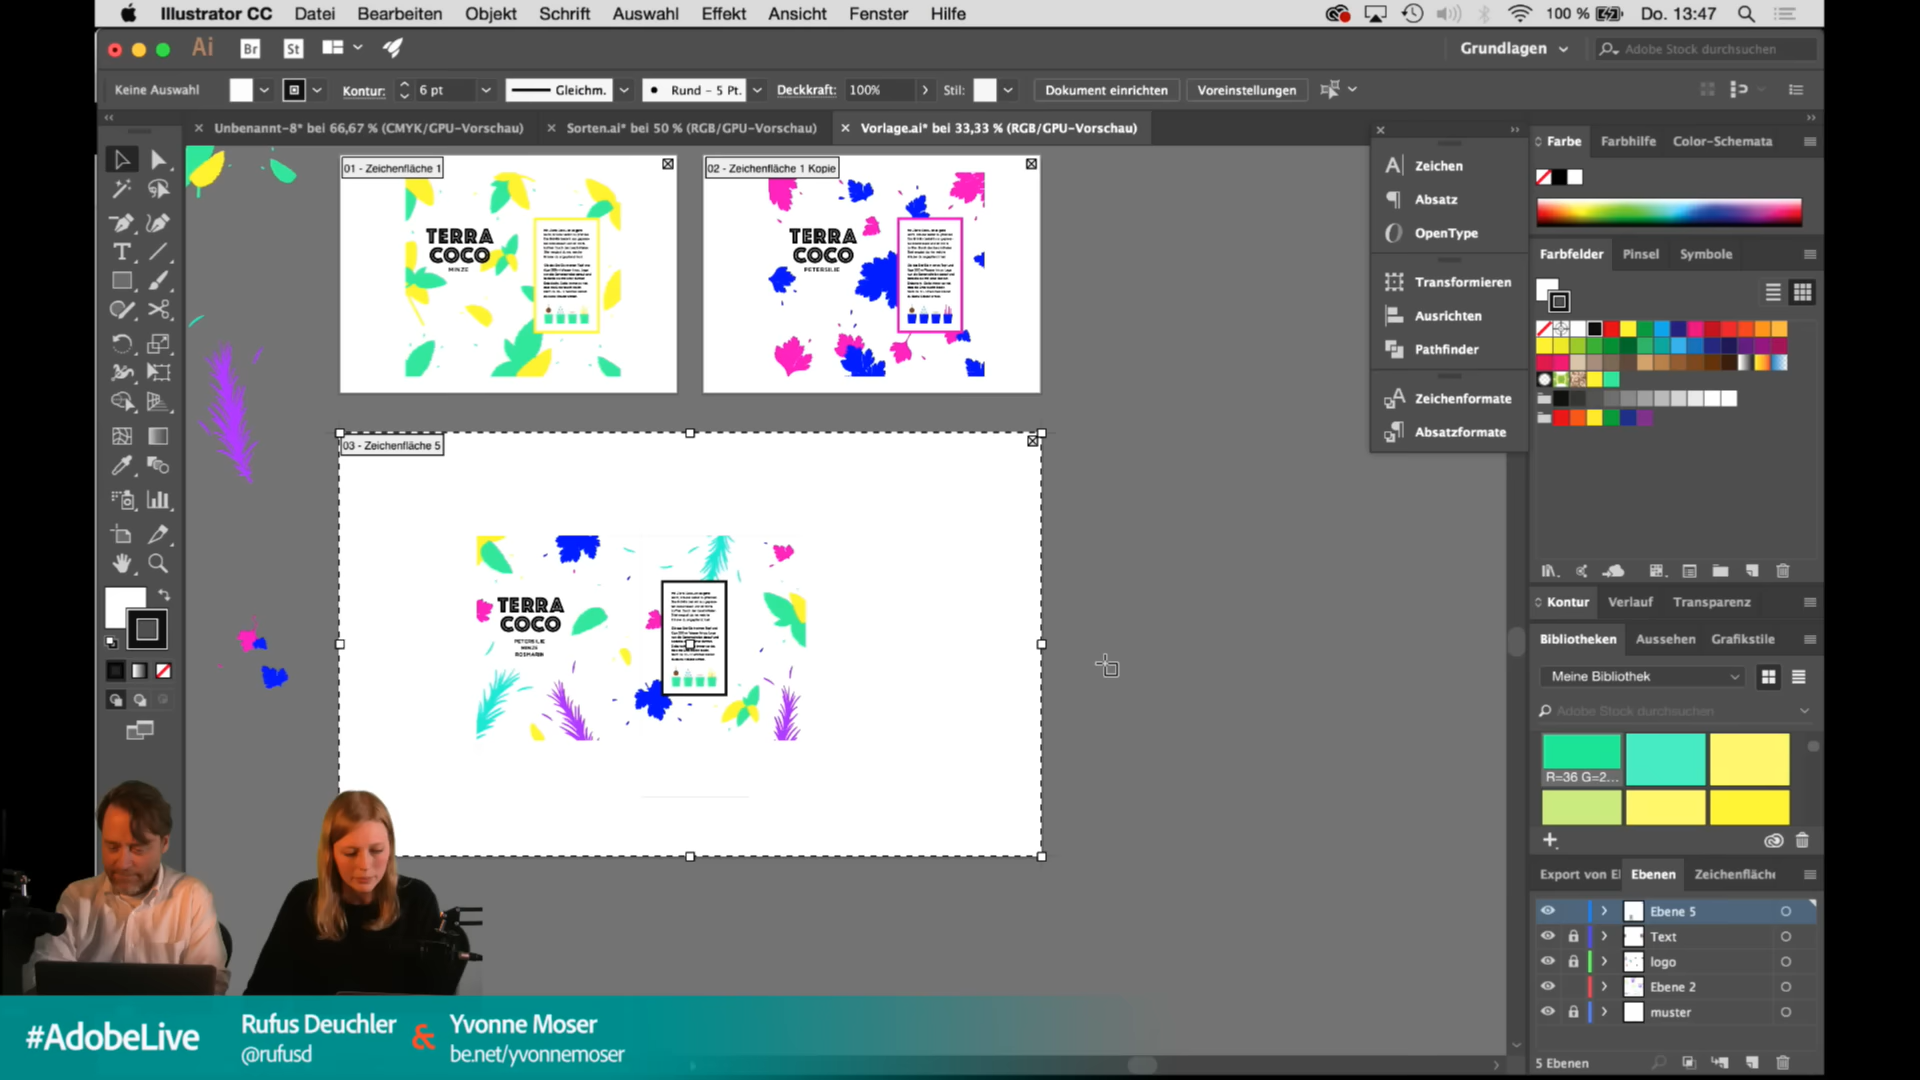 Illustrator CC Datei Bearbeiten Objekt Schrift Auswahl Effekt Ansicht Fenster Hilfe 100 % Do. 13:47
Ai Br St Grundlagen Adobe Stock durchsuchen
Keine Auswahl Kontur: 6 pt Gleichm. Rund - 5 Pt. Deckkraft: 100% Stil: Dokument einrichten Voreinstellungen
Unbenannt-8* bei 66,67 % (CMYK/GPU-Vorschau) Sorten.ai* bei 50 % (RGB/GPU-Vorschau) Vorlage.ai* bei 33,33 % (RGB/GPU-Vorschau)
01 - Zeichenfläche 1
TERRA
COCO
MINZE
02 - Zeichenfläche 1 Kopie
TERRA
COCO
PETERSILIE
03 - Zeichenfläche 5
TERRA
COCO
PETERSILIE
MINZE
ROSMARIN
Zeichen
Absatz
OpenType
Transformieren
Ausrichten
Pathfinder
Zeichenformate
Absatzformate
Farbe Farbhilfe Color-Schemata
Farbfelder Pinsel Symbole
Kontur Verlauf Transparenz
Bibliotheken Aussehen Grafikstile
Meine Bibliothek
Adobe Stock durchsuchen
R=36 G=2...
Export von El Ebenen Zeichenfläche
Ebene 5
Text
logo
Ebene 2
muster
5 Ebenen
#AdobeLive
Rufus Deuchler
@rufusd
&
Yvonne Moser
be.net/yvonnemoser